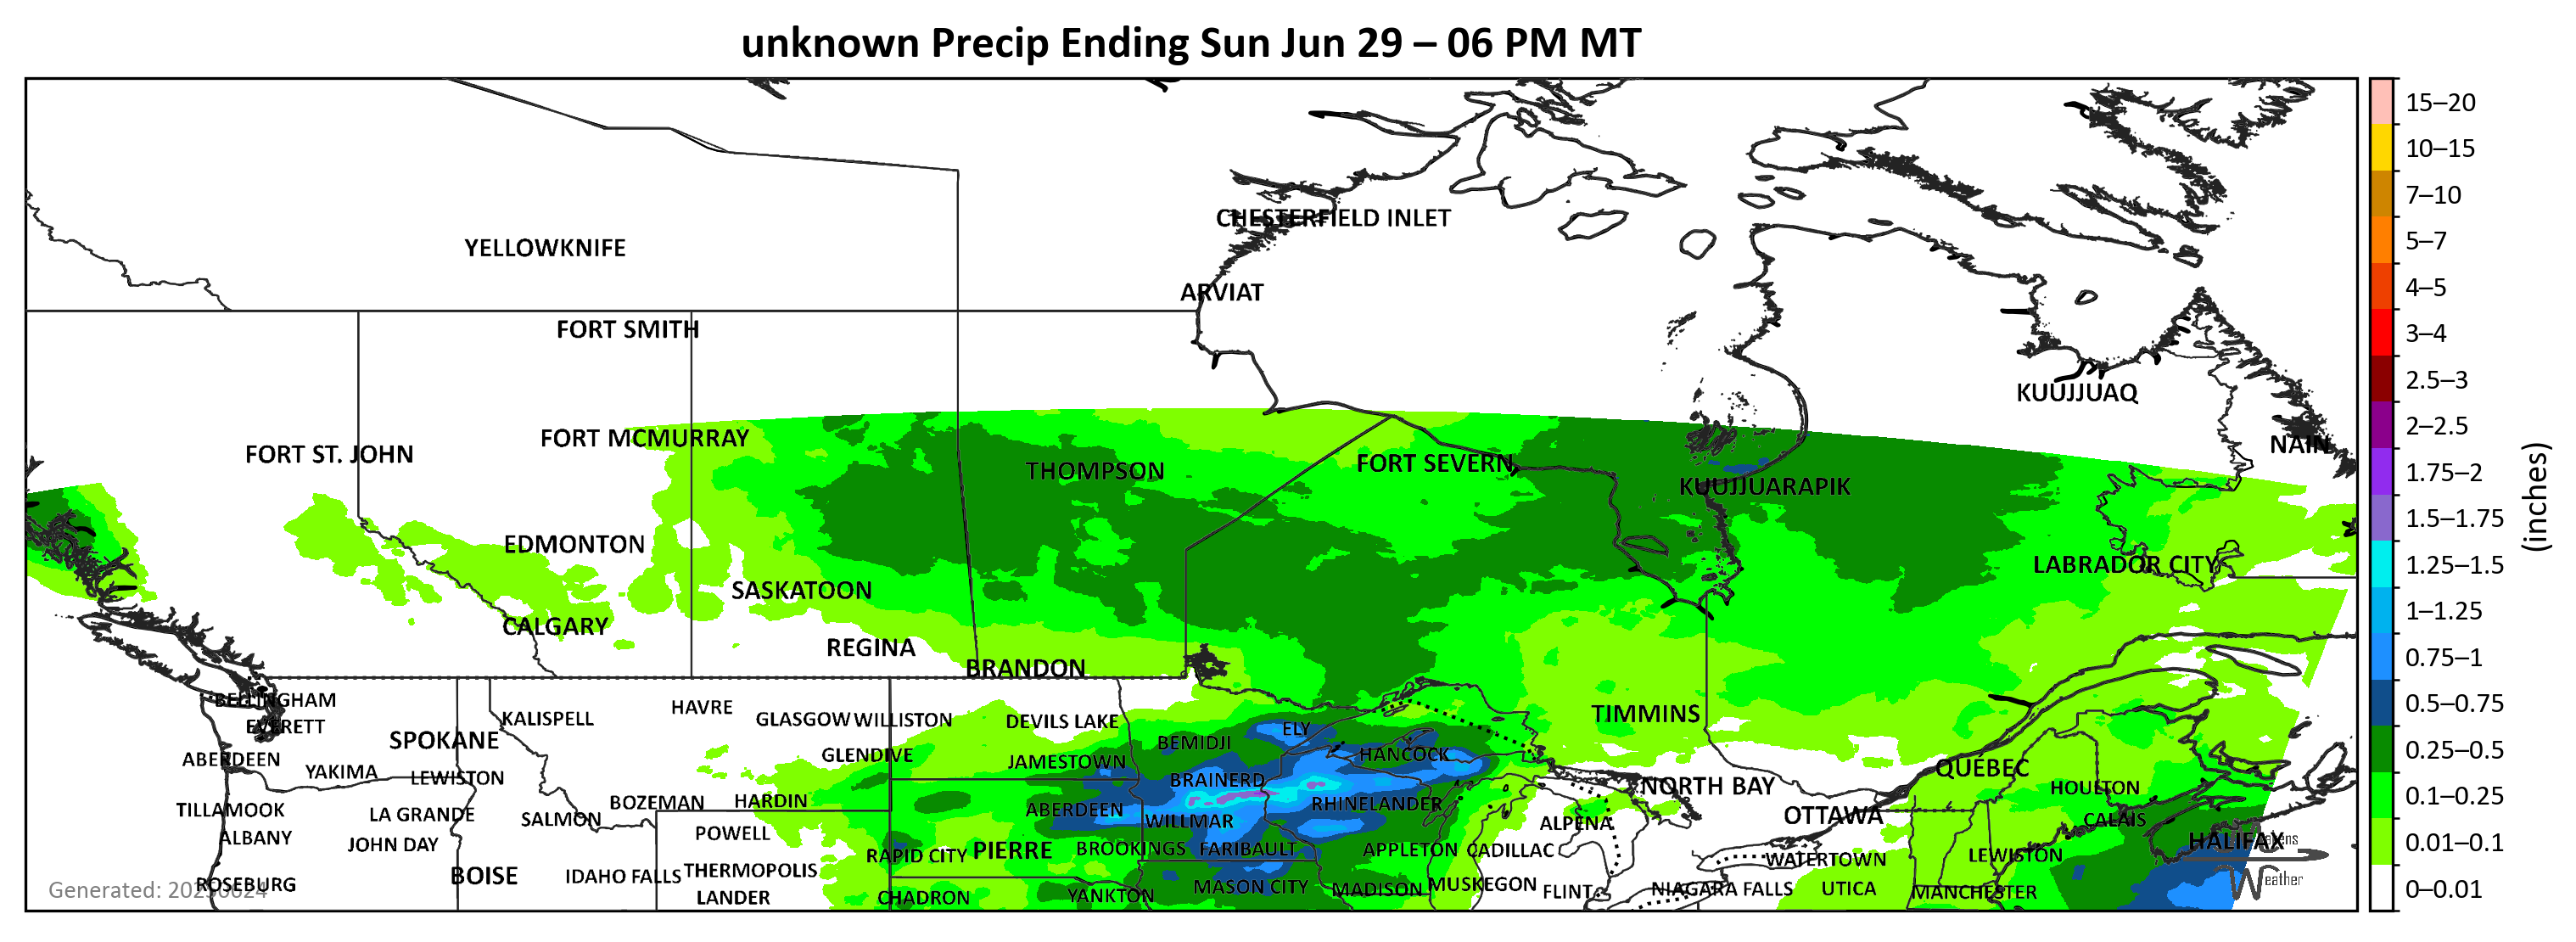 unknown Precip Ending Sun Jun 29 – 06 PM MT
CHESTERFIELD INLET
YELLOWKNIFE
ARVIAT
FORT SMITH
KUUJJUAQ
FORT MCMURRAY
NAIN
FORT ST. JOHN
FORT SEVERN
THOMPSON
KUUJJUARAPIK
EDMONTON
LABRADOR CITY
SASKATOON
CALGARY
REGINA
BRANDON
BELLINGHAM
HAVRE
TIMMINS
KALISPELL
GLASGOW
WILLISTON
DEVILS LAKE
EVERETT
ELY
SPOKANE
BEMIDJI
GLENDIVE
HANCOCK
ABERDEEN
JAMESTOWN
QUÉBEC
YAKIMA
LEWISTON
BRAINERD
NORTH BAY
HOULTON
BOZEMAN
HARDIN
RHINELANDER
TILLAMOOK
ABERDEEN
LA GRANDE
OTTAWA
SALMON
WILLMAR
CALAIS
ALPENA
POWELL
ALBANY
HALIFAX
JOHN DAY
BROOKINGS
FARIBAULT
APPLETON
CADILLAC
PIERRE
RAPID CITY
LEWISTON
WATERTOWN
THERMOPOLIS
BOISE
IDAHO FALLS
ROSEBURG
MUSKEGON
MASON CITY
NIAGARA FALLS
UTICA
MADISON
FLINT
MANCHESTER
YANKTON
LANDER
CHADRON
Weather
15–20
10–15
7–10
5–7
4–5
3–4
2.5–3
2–2.5
1.75–2
1.5–1.75
1.25–1.5
1–1.25
0.75–1
0.5–0.75
0.25–0.5
0.1–0.25
0.01–0.1
0–0.01
(inches)